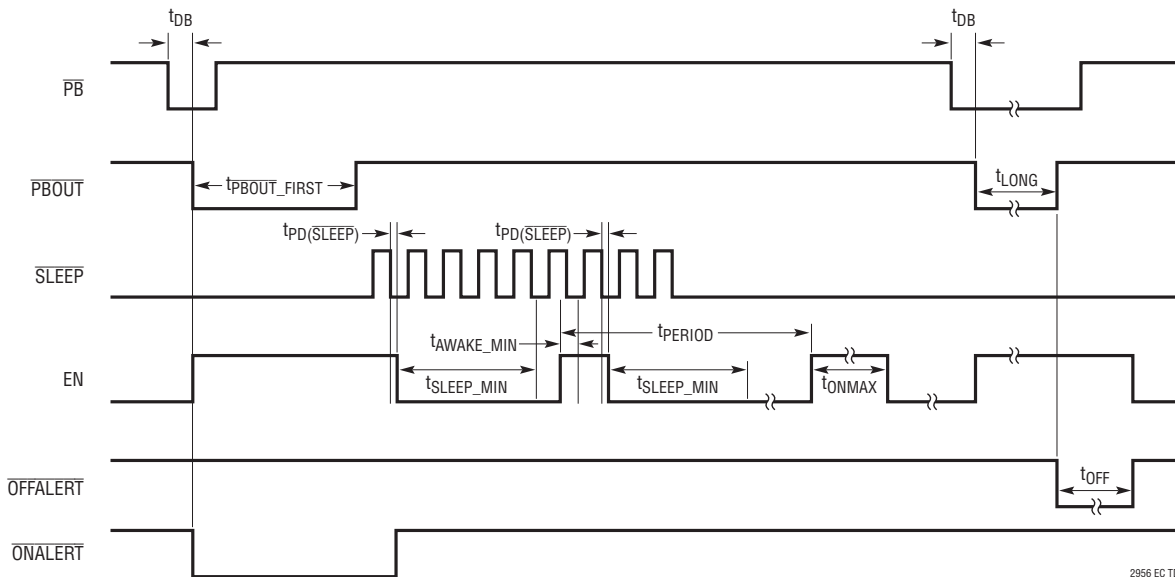 tDB
tDB
PB
PBOUT
tPBOUT_FIRST
tLONG
tPD(SLEEP)
tPD(SLEEP)
SLEEP
tPERIOD
tAWAKE_MIN
EN
tSLEEP_MIN
tSLEEP_MIN
tONMAX
OFFALERT
tOFF
ONALERT